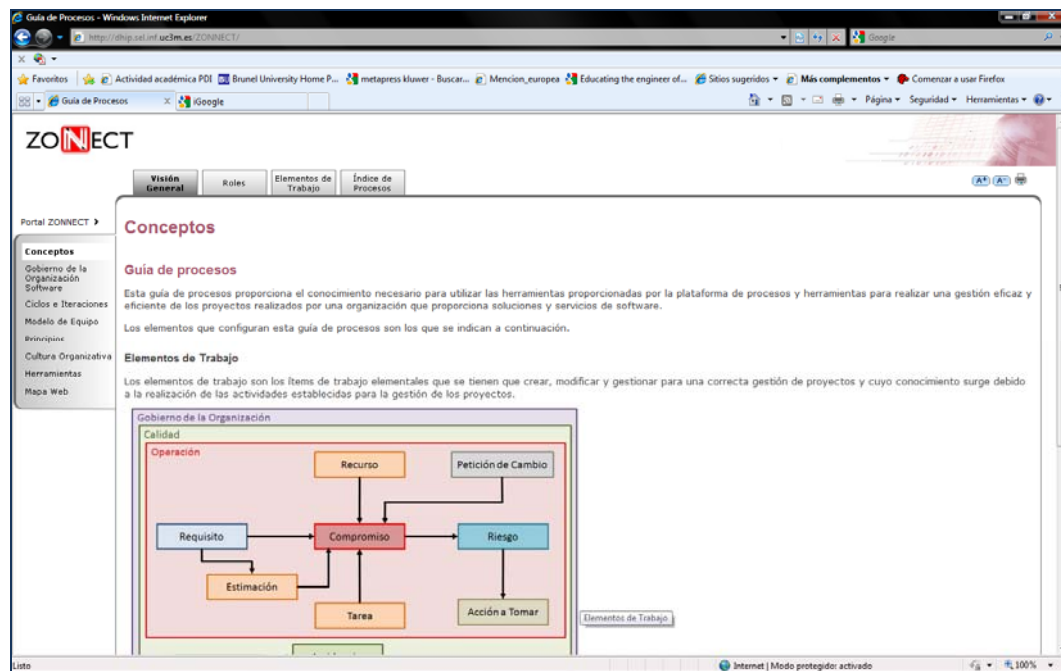 Guía de Procesos - Windows Internet Explorer
http://dhip.sel.inf.uc3m.es/ZONNECT/
Google
Favoritos
Actividad académica PDI
Brunel University Home P...
metapress kluwer - Buscar...
Mencion_europea
Educating the engineer of...
Sitios sugeridos
Más complementos
Comenzar a usar Firefox
Guía de Procesos
iGoogle
Página
Seguridad
Herramientas
ZONNECT
Visión
General
Roles
Elementos de
Trabajo
Índice de
Procesos
A+
A-
Portal ZONNECT
Conceptos
Gobierno de la
Organización
Software
Ciclos e Iteraciones
Modelo de Equipo
Principios
Cultura Organizativa
Herramientas
Mapa Web
Conceptos
Guía de procesos
Esta guía de procesos proporciona el conocimiento necesario para utilizar las herramientas proporcionadas por la plataforma de procesos y herramientas para realizar una gestión eficaz y
eficiente de los proyectos realizados por una organización que proporciona soluciones y servicios de software.
Los elementos que configuran esta guía de procesos son los que se indican a continuación.
Elementos de Trabajo
Los elementos de trabajo son los ítems de trabajo elementales que se tienen que crear, modificar y gestionar para una correcta gestión de proyectos y cuyo conocimiento surge debido
a la realización de las actividades establecidas para la gestión de los proyectos.
Gobierno de la Organización
Calidad
Operación
Recurso
Petición de Cambio
Requisito
Compromiso
Riesgo
Estimación
Tarea
Acción a Tomar
Elementos de Trabajo
Listo
Internet | Modo protegido: activado
100%